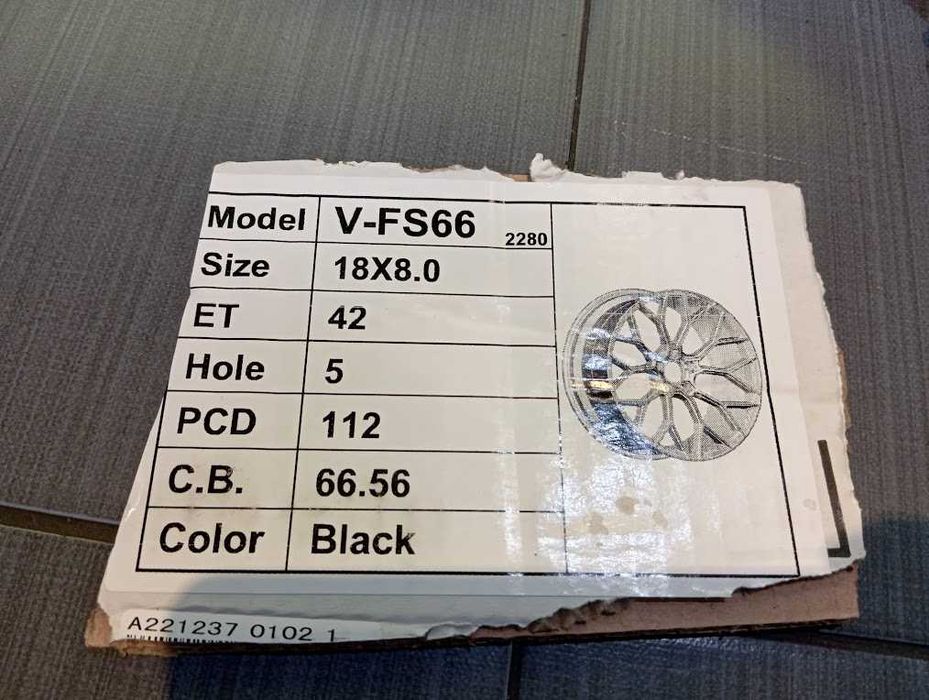 Model V-FS66 2280
Size 18X8.0
ET 42
Hole 5
PCD 112
C.B. 66.56
Color Black
A221237 0102 1